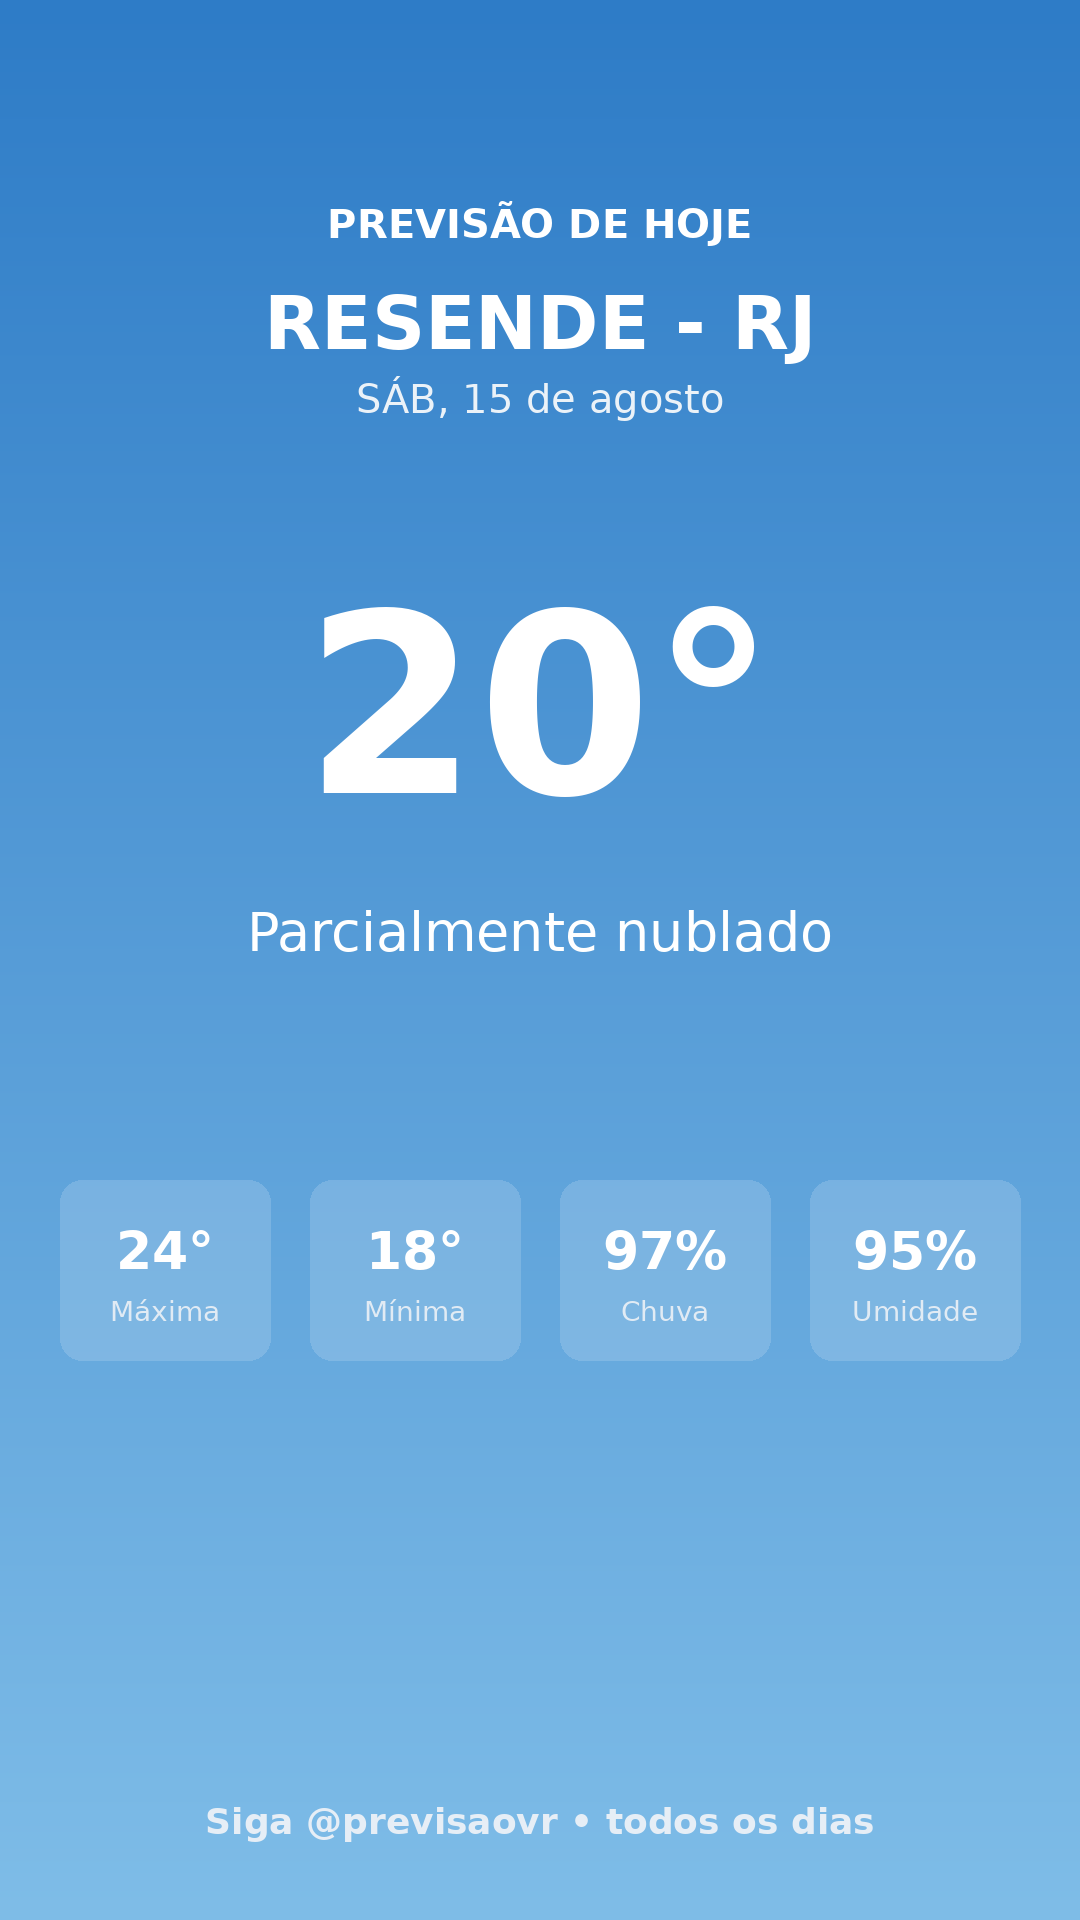 PREVISÃO DE HOJE
RESENDE - RJ
SÁB, 15 de agosto
20°
Parcialmente nublado
24° 18° 97% 95%
Máxima Mínima Chuva Umidade
Siga @previsaovr • todos os dias